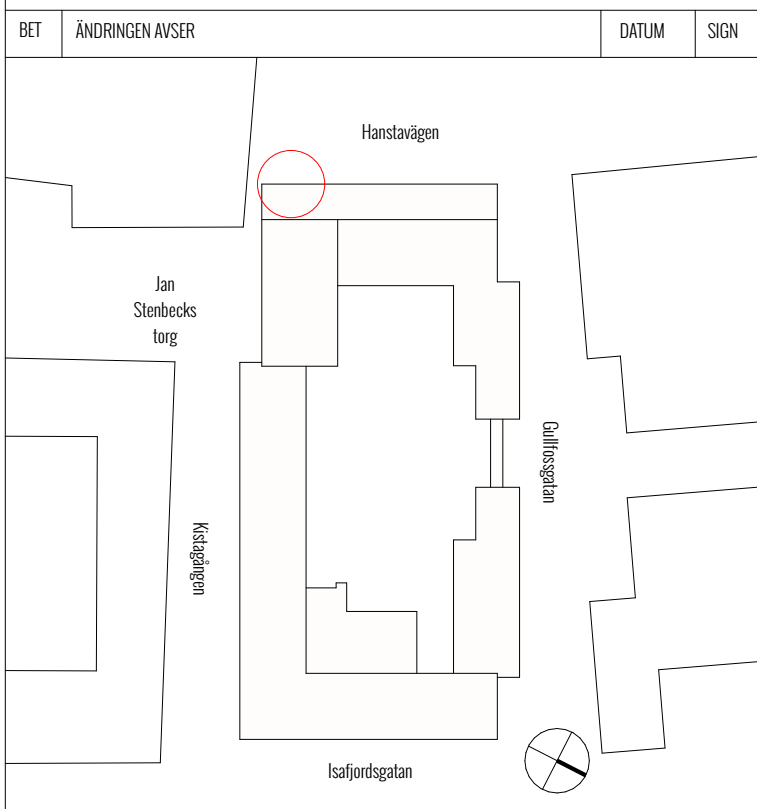 BET ÄNDRINGEN AVSER DATUM SIGN
Hanstavägen
Jan
Stenbecks
torg
Gullfossgatan
Kistagången
Isafjordsgatan